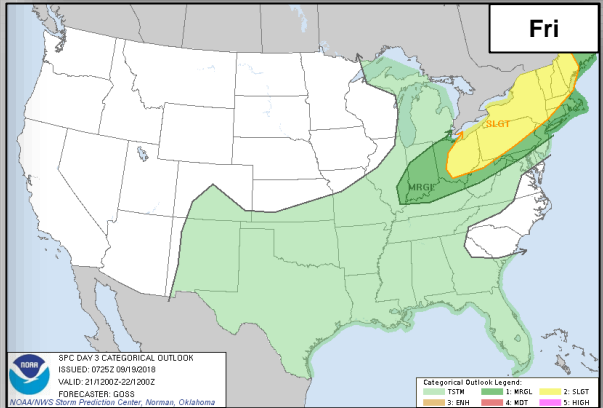 Fri
SLGT
MRGL
NOAA
SPC DAY 3 CATEGORICAL OUTLOOK
ISSUED: 0725Z 09/19/2018
VALID: 21/1200Z-22/1200Z
FORECASTER: GOSS
NOAA/NWS Storm Prediction Center, Norman, Oklahoma
Categorical Outlook Legend:
TSTM 1: MRGL 2: SLGT
3: ENH 4: MDT 5: HIGH